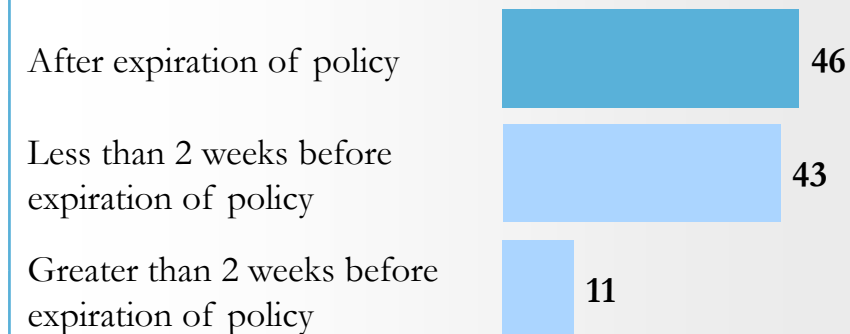 After expiration of policy
46
Less than 2 weeks before
expiration of policy
43
Greater than 2 weeks before
expiration of policy
11